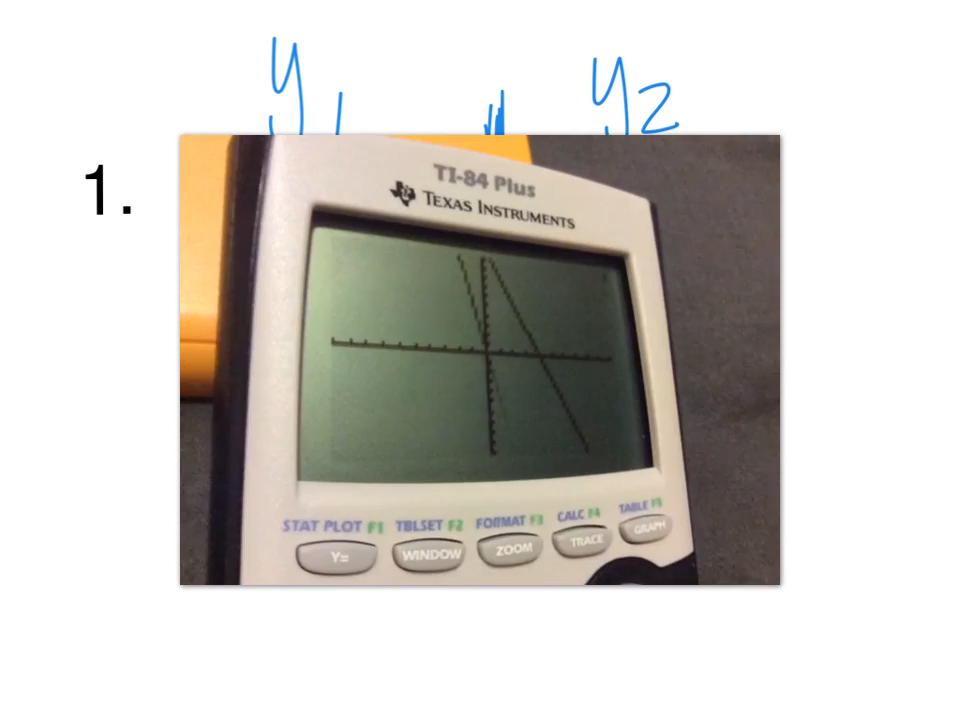 y1 y2
1.
TI-84 Plus
TEXAS INSTRUMENTS
STAT PLOT F1 TBLSET F2 FORMAT F3 CALC F4 TABLE F5
Y= WINDOW ZOOM TRACE GRAPH